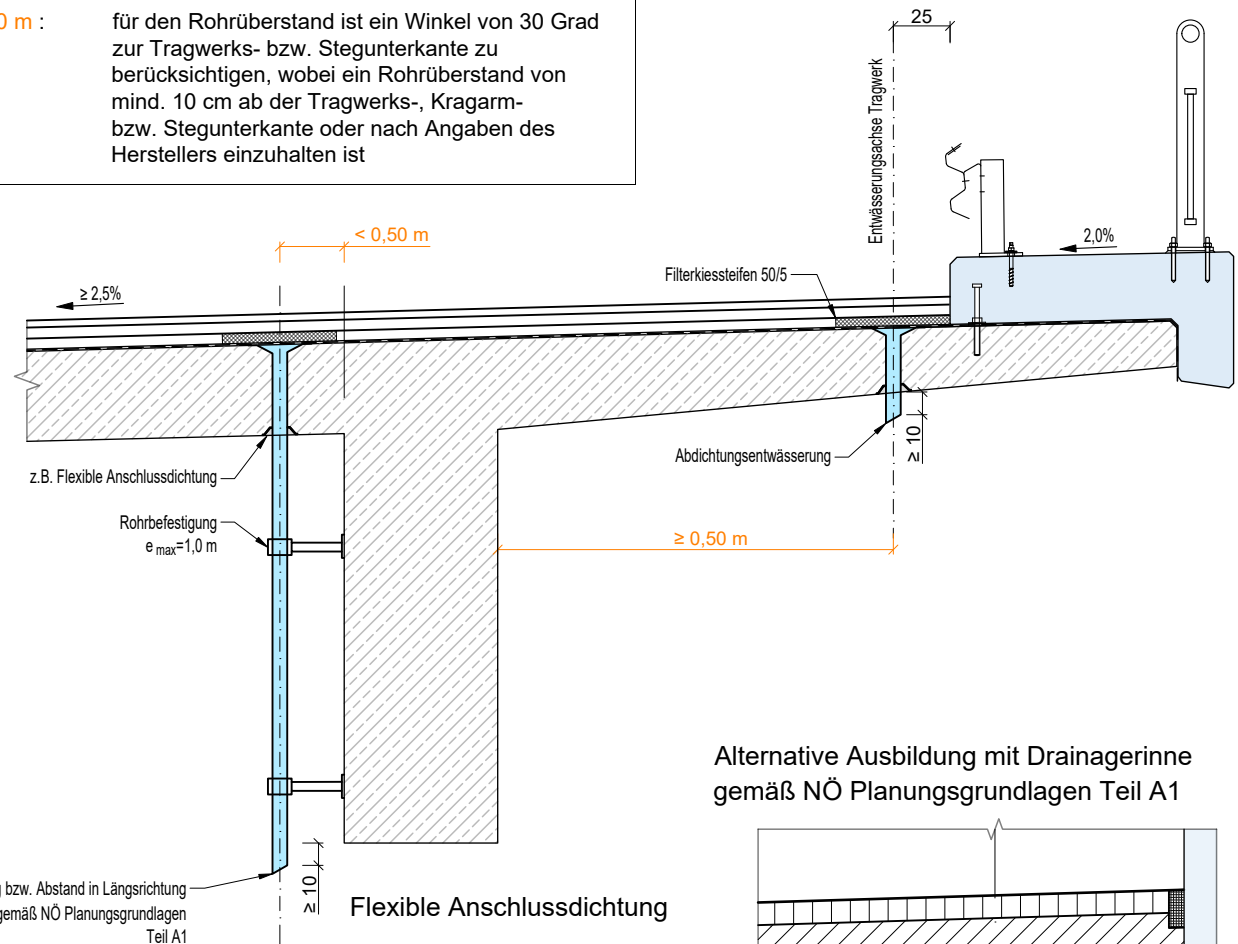 0 m :
für den Rohrüberstand ist ein Winkel von 30 Grad
zur Tragwerks- bzw. Stegunterkante zu
berücksichtigen, wobei ein Rohrüberstand von
mind. 10 cm ab der Tragwerks-, Kragarm-
bzw. Stegunterkante oder nach Angaben des
Herstellers einzuhalten ist
25
Entwässerungsachse Tragwerk
< 0,50 m
2,0%
Filterkiessteifen 50/5
≥ 2,5%
z.B. Flexible Anschlussdichtung
Abdichtungsentwässerung
≥ 10
Rohrbefestigung
e max=1,0 m
≥ 0,50 m
Alternative Ausbildung mit Drainagerinne
gemäß NÖ Planungsgrundlagen Teil A1
≥ 10
g bzw. Abstand in Längsrichtung
gemäß NÖ Planungsgrundlagen
Teil A1
Flexible Anschlussdichtung